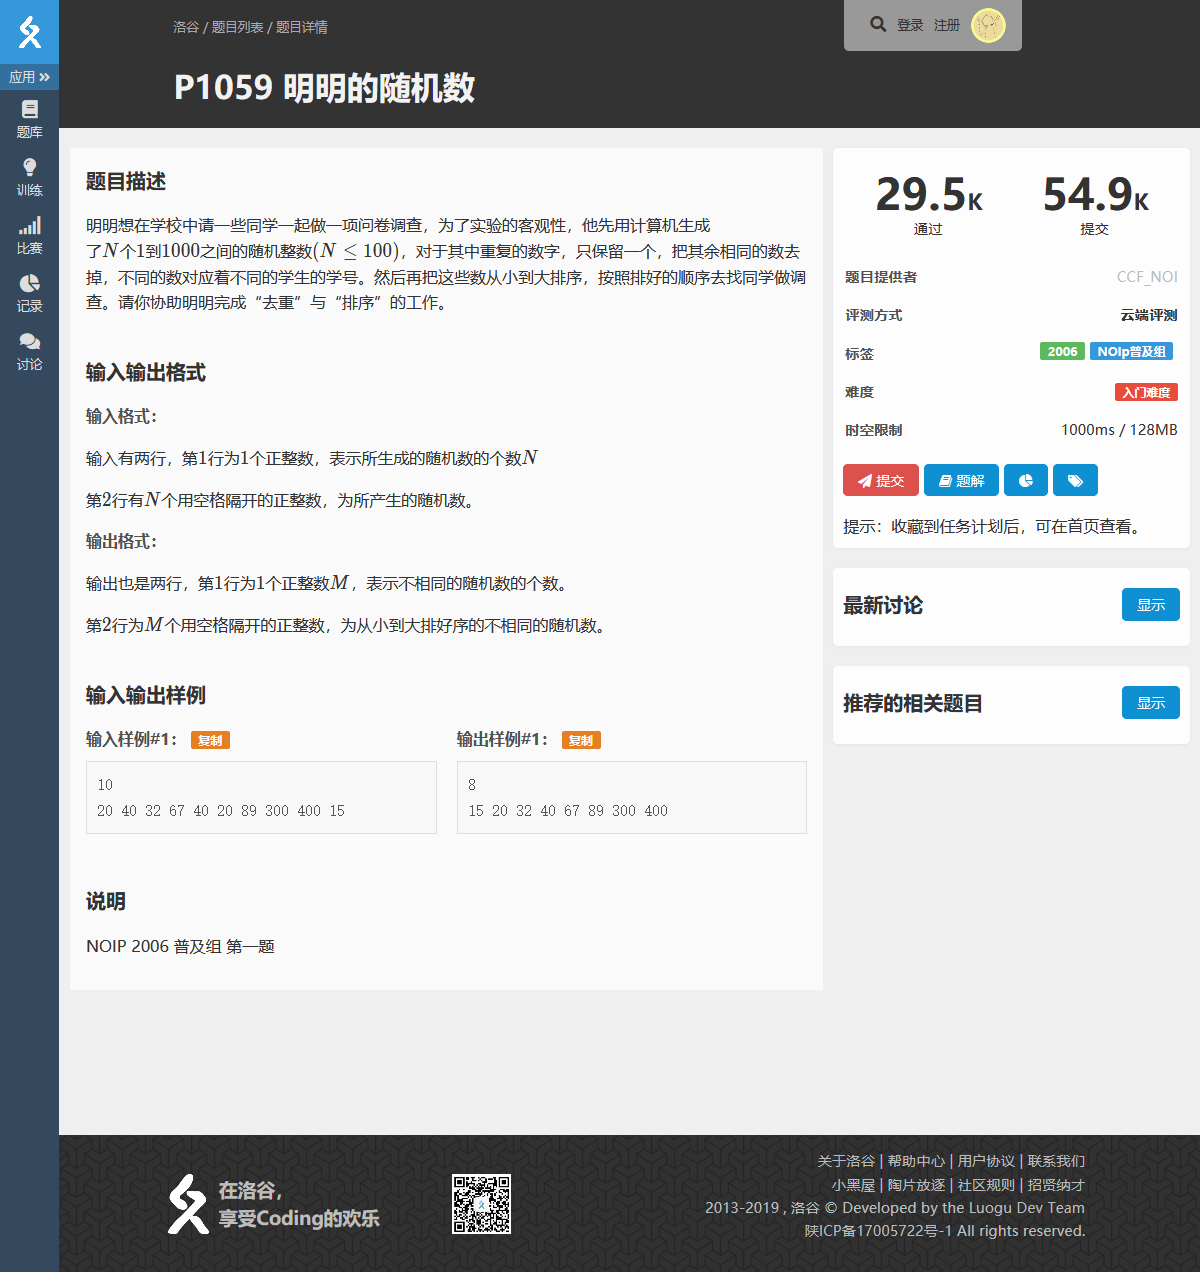 洛谷 / 题目列表 / 题目详情
登录 注册
P1059 明明的随机数
应用
题库
训练
比赛
记录
讨论
题目描述
明明想在学校中请一些同学一起做一项问卷调查，为了实验的客观性，他先用计算机生成
了N个1到1000之间的随机整数(N ≤ 100)，对于其中重复的数字，只保留一个，把其余相同的数去
掉，不同的数对应着不同的学生的学号。然后再把这些数从小到大排序，按照排好的顺序去找同学做调
查。请你协助明明完成“去重”与“排序”的工作。
输入输出格式
输入格式：
输入有两行，第1行为1个正整数，表示所生成的随机数的个数N
第2行有N个用空格隔开的正整数，为所产生的随机数。
输出格式：
输出也是两行，第1行为1个正整数M，表示不相同的随机数的个数。
第2行为M个用空格隔开的正整数，为从小到大排好序的不相同的随机数。
输入输出样例
输入样例#1： 复制
10
20 40 32 67 40 20 89 300 400 15
输出样例#1： 复制
8
15 20 32 40 67 89 300 400
说明
NOIP 2006 普及组 第一题
29.5K
通过
54.9K
提交
题目提供者 CCF_NOI
评测方式 云端评测
标签 2006 NOIp普及组
难度 入门难度
时空限制 1000ms / 128MB
提交 题解
提示：收藏到任务计划后，可在首页查看。
最新讨论 显示
推荐的相关题目 显示
在洛谷，
享受Coding的欢乐
关于洛谷 | 帮助中心 | 用户协议 | 联系我们
小黑屋 | 陶片放逐 | 社区规则 | 招贤纳才
2013-2019 , 洛谷 © Developed by the Luogu Dev Team
陕ICP备17005722号-1 All rights reserved.